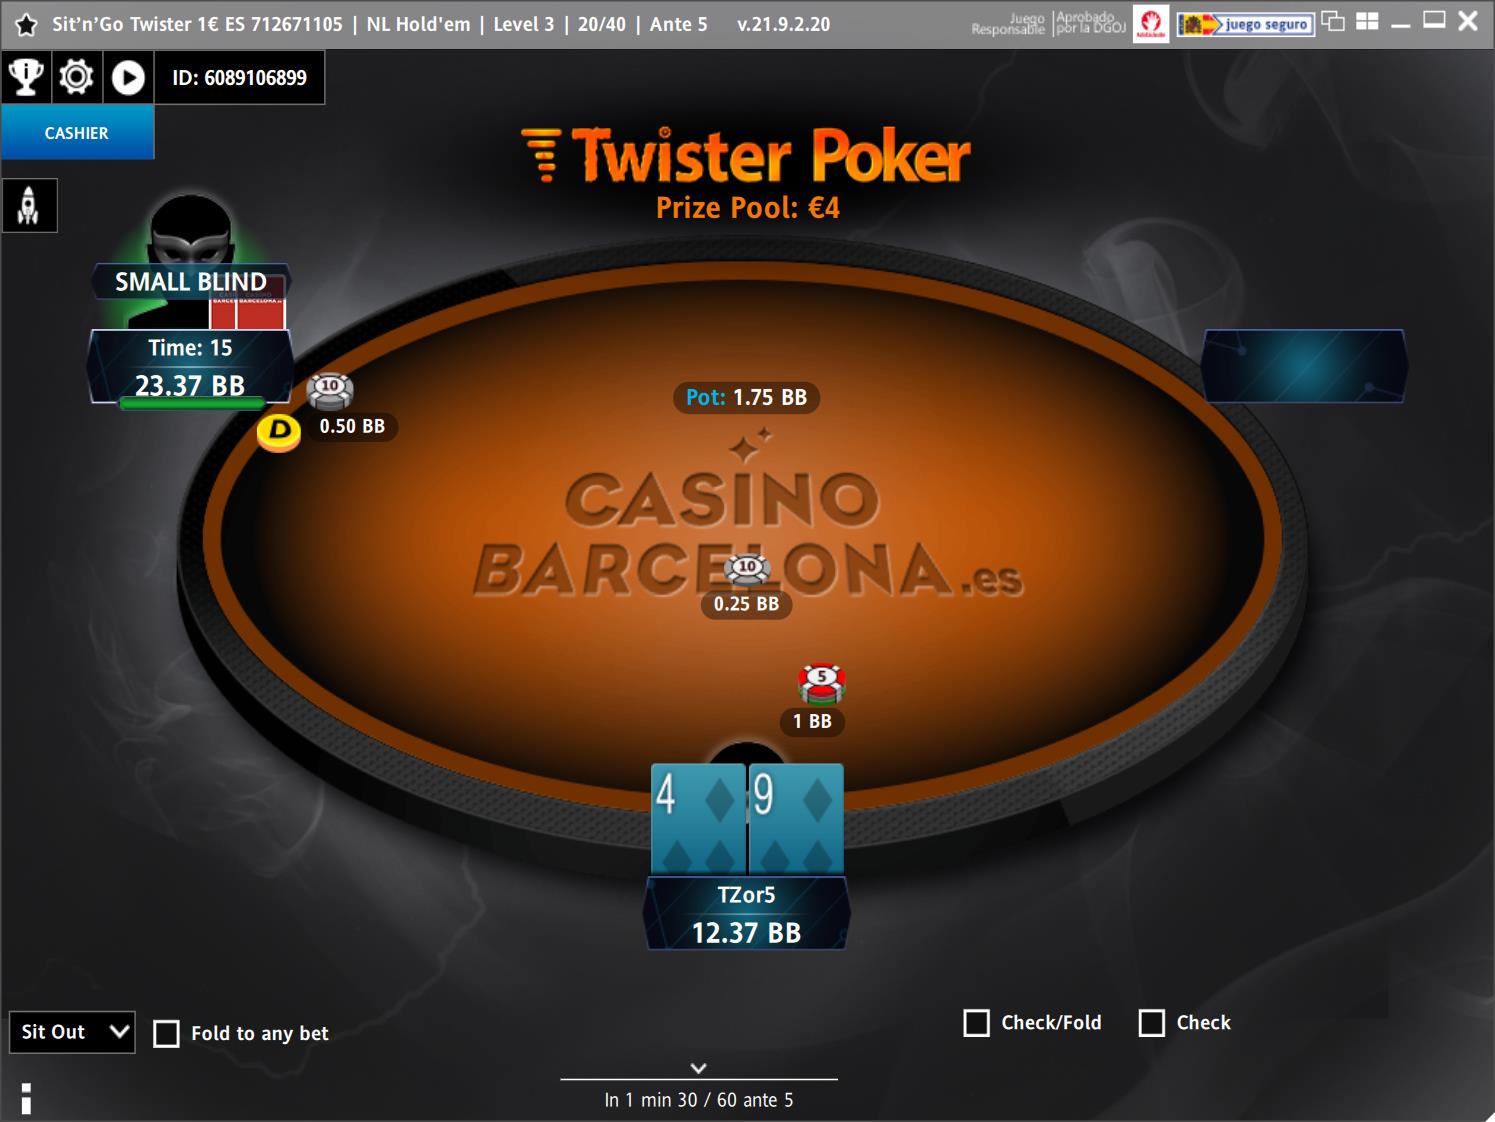 Sit’n’Go Twister 1€ ES 712671105 | NL Hold'em | Level 3 | 20/40 | Ante 5 v.21.9.2.20
Juego Responsable
Aprobado por la DGOJ
juego seguro
ID: 6089106899
CASHIER
Twister Poker
Prize Pool: €4
SMALL BLIND
Time: 15
23.37 BB
10
D
0.50 BB
Pot: 1.75 BB
CASINO
BARCELONA.es
10
0.25 BB
5
1 BB
4
9
TZor5
12.37 BB
Sit Out
Fold to any bet
Check/Fold
Check
In 1 min 30 / 60 ante 5